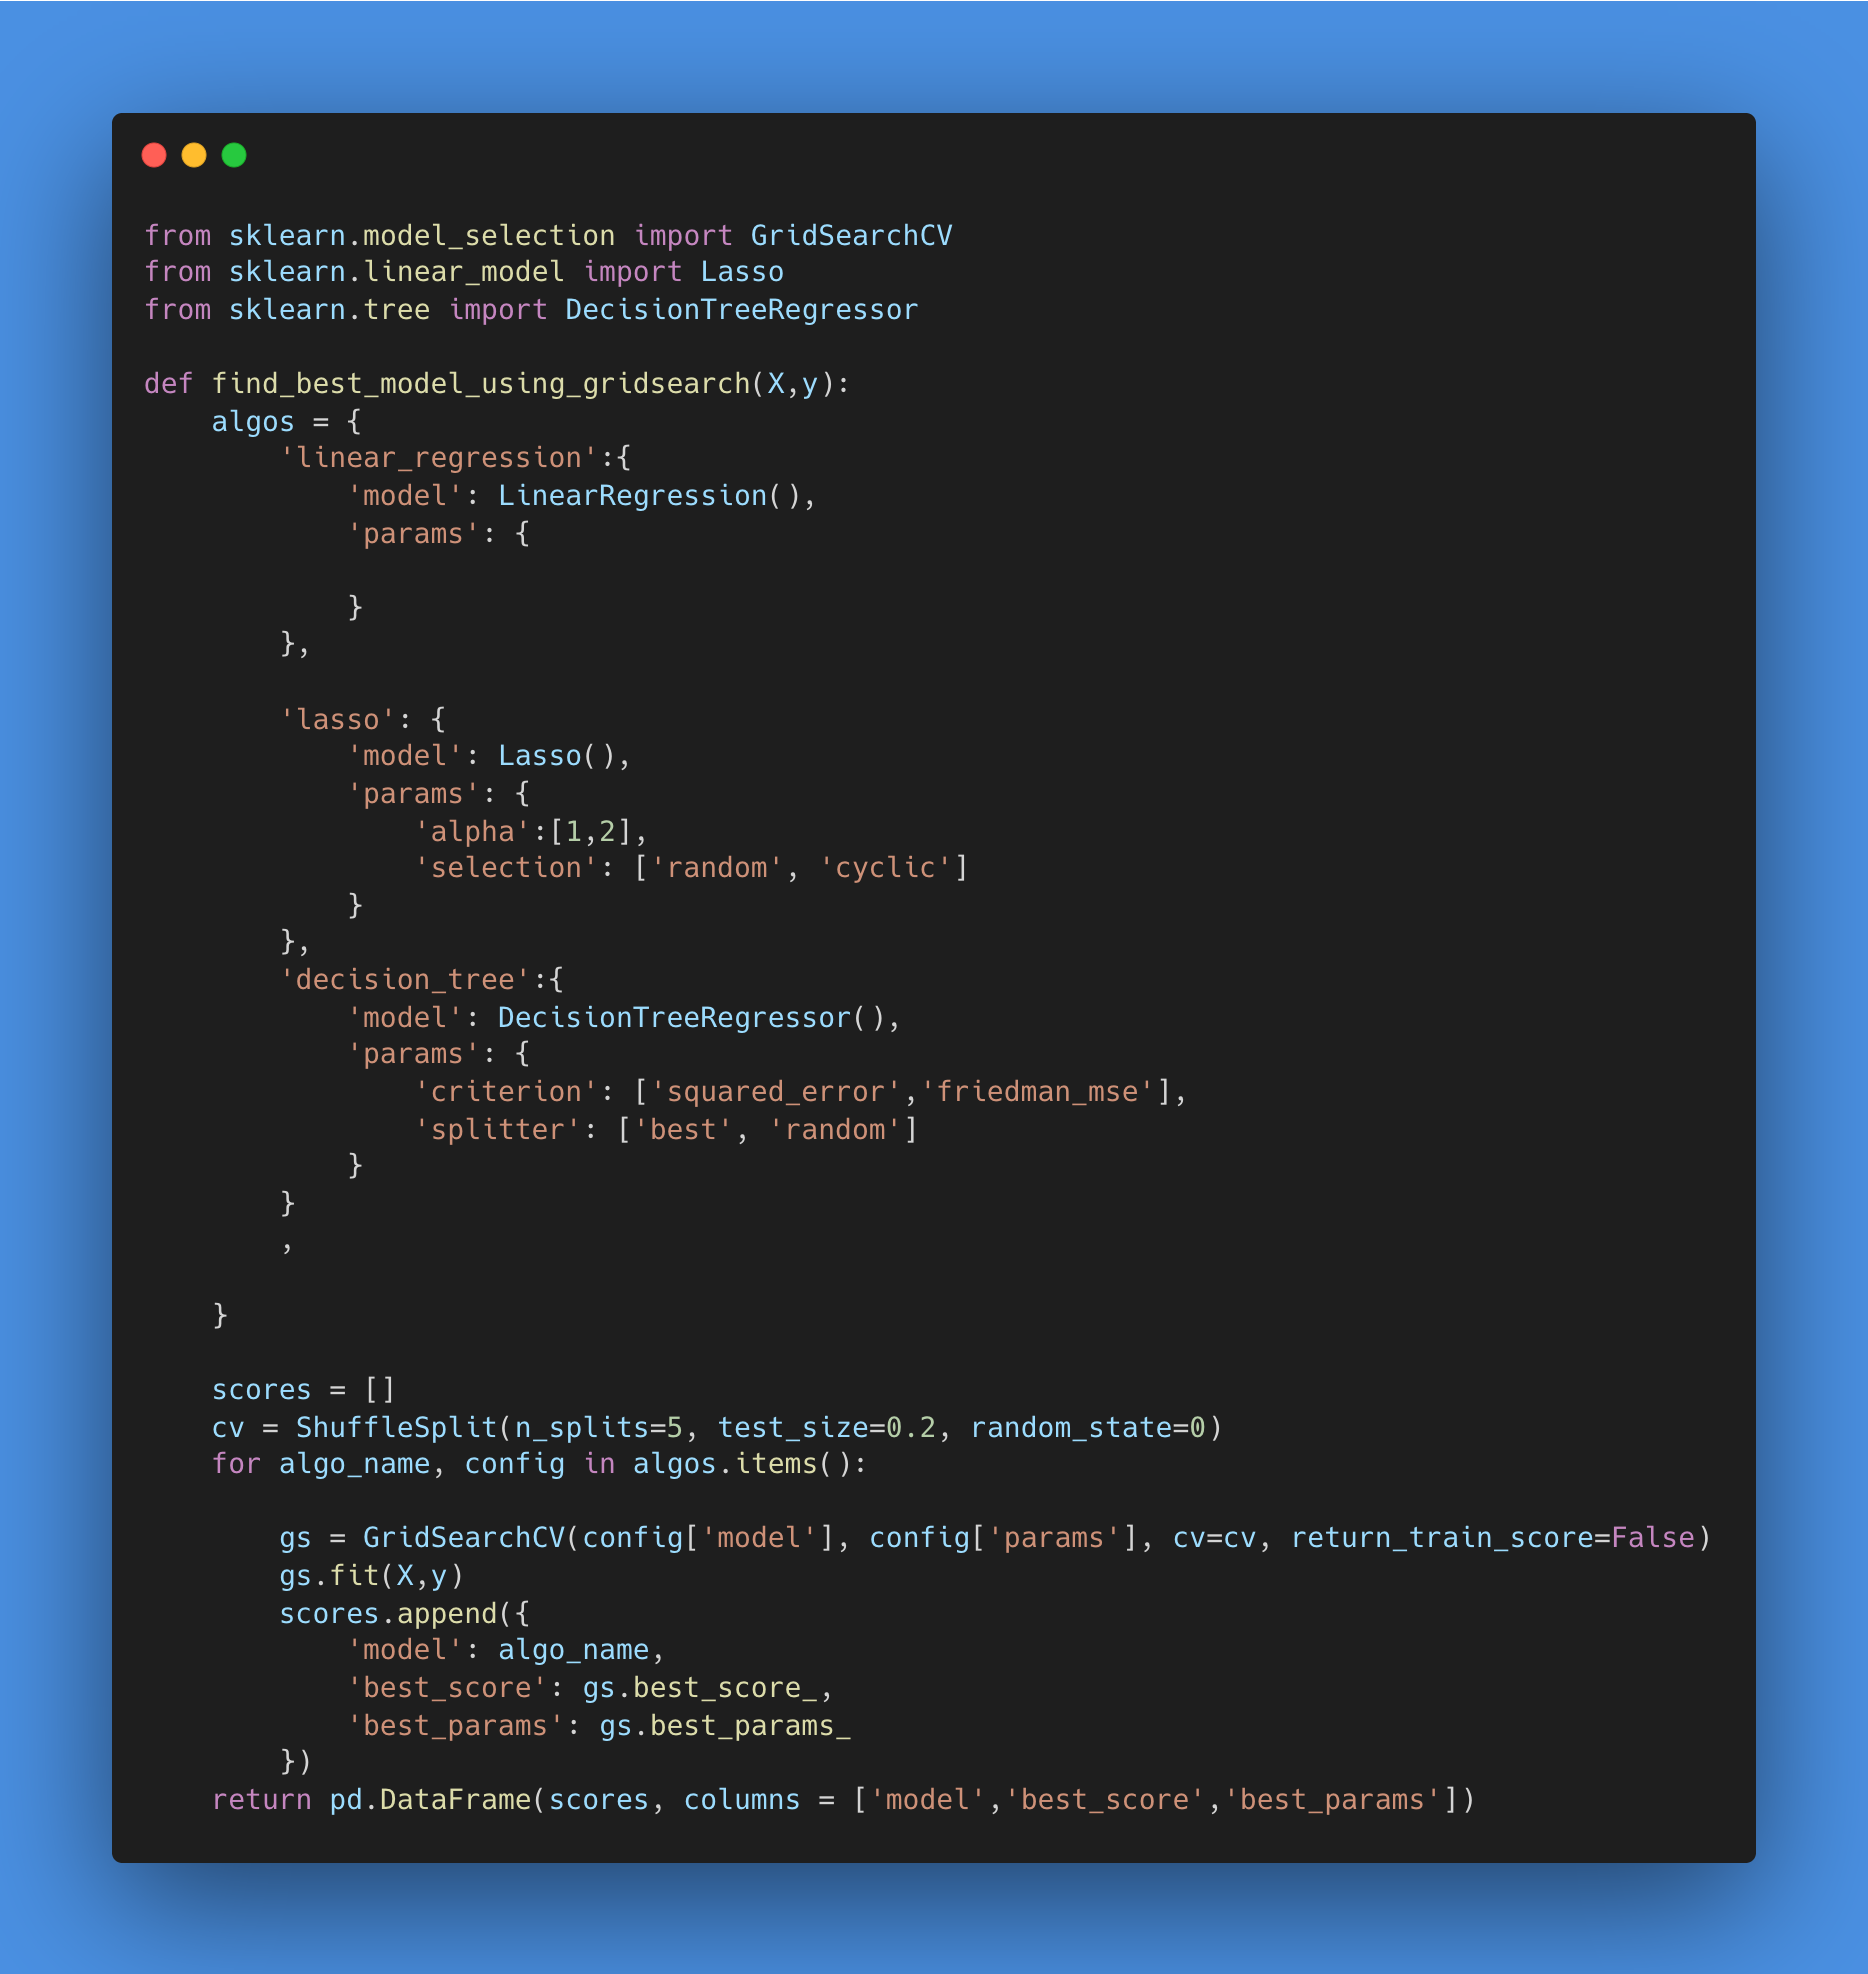 from sklearn.model_selection import GridSearchCV
from sklearn.linear_model import Lasso
from sklearn.tree import DecisionTreeRegressor

def find_best_model_using_gridsearch(X,y):
    algos = {
        'linear_regression':{
            'model': LinearRegression(),
            'params': {

            }
        },

        'lasso': {
            'model': Lasso(),
            'params': {
                'alpha':[1,2],
                'selection': ['random', 'cyclic']
            }
        },
        'decision_tree':{
            'model': DecisionTreeRegressor(),
            'params': {
                'criterion': ['squared_error','friedman_mse'],
                'splitter': ['best', 'random']
            }
        }
        ,

    }

    scores = []
    cv = ShuffleSplit(n_splits=5, test_size=0.2, random_state=0)
    for algo_name, config in algos.items():

        gs = GridSearchCV(config['model'], config['params'], cv=cv, return_train_score=False)
        gs.fit(X,y)
        scores.append({
            'model': algo_name,
            'best_score': gs.best_score_,
            'best_params': gs.best_params_
        })
    return pd.DataFrame(scores, columns = ['model','best_score','best_params'])